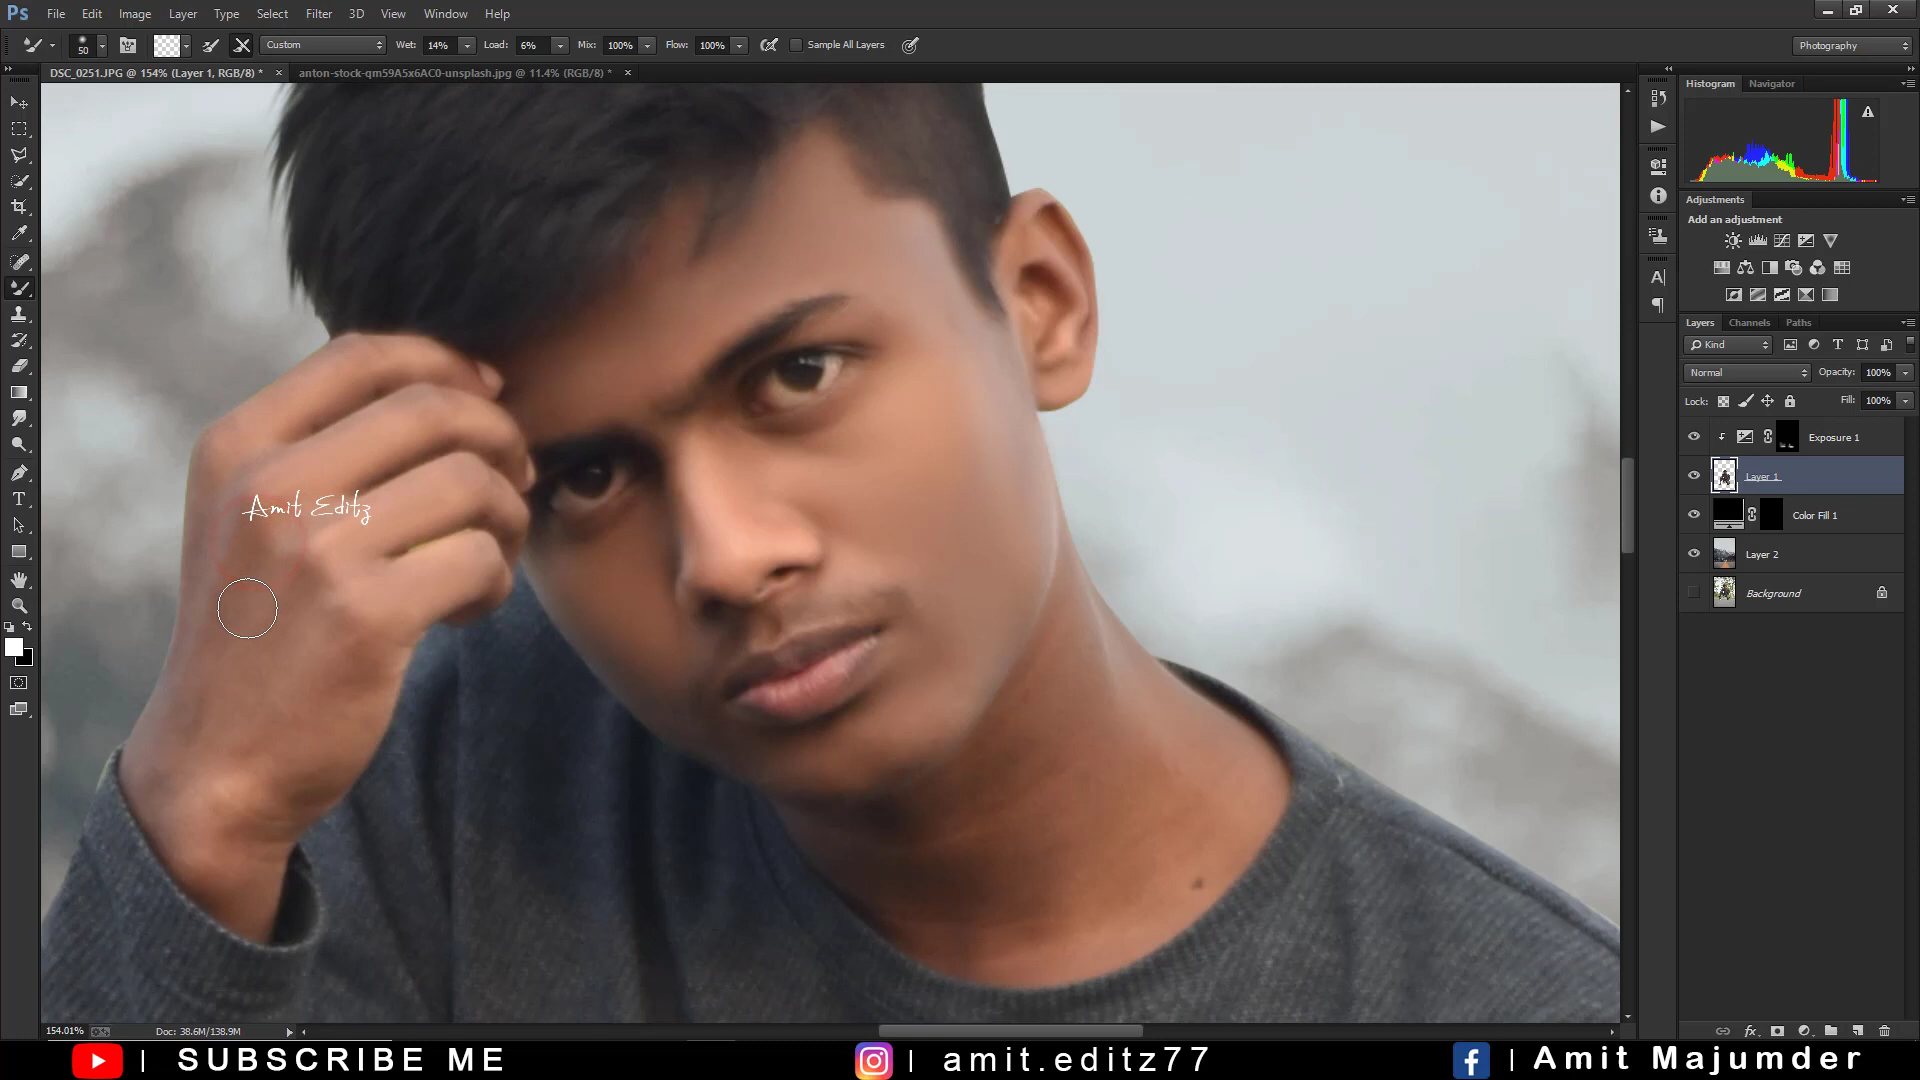 Ps File Edit Image Layer Type Select Filter 3D View Window Help
50 Custom Wet: 14% Load: 6% Mix: 100% Flow: 100% Sample All Layers Photography
DSC_0251.JPG @ 154% (Layer 1, RGB/8) * × anton-stock-qm59A5x6AC0-unsplash.jpg @ 11.4% (RGB/8) * ×
Histogram Navigator
Adjustments
Add an adjustment
Layers Channels Paths
Kind
Normal Opacity: 100%
Lock: Fill: 100%
Exposure 1
Layer 1
Color Fill 1
Layer 2
Background
Amit Editz
154.01% Doc: 38.6M/138.9M
| SUBSCRIBE ME | amit.editz77 | Amit Majumder